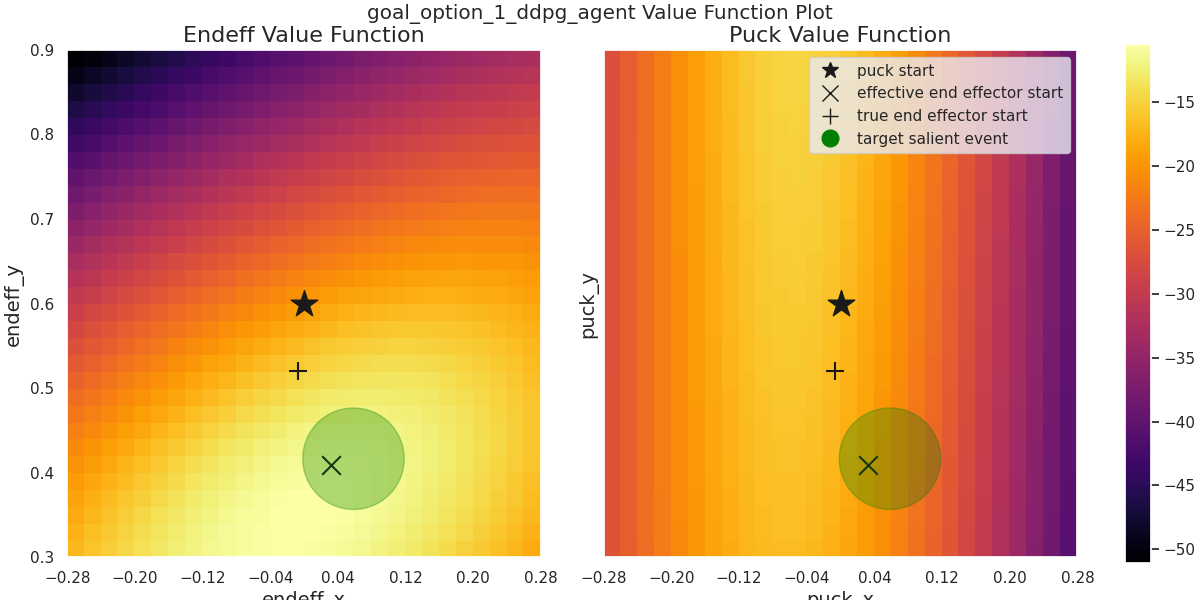 goal_option_1_ddpg_agent Value Function Plot
Endeff Value Function
Puck Value Function
puck start
effective end effector start
true end effector start
target salient event
endeff_y
0.9
0.8
0.7
0.6
0.5
0.4
0.3
−0.28 −0.20 −0.12 −0.04 0.04 0.12 0.20 0.28
endeff_x
puck_y
−0.28 −0.20 −0.12 −0.04 0.04 0.12 0.20 0.28
puck_x
−15
−20
−25
−30
−35
−40
−45
−50